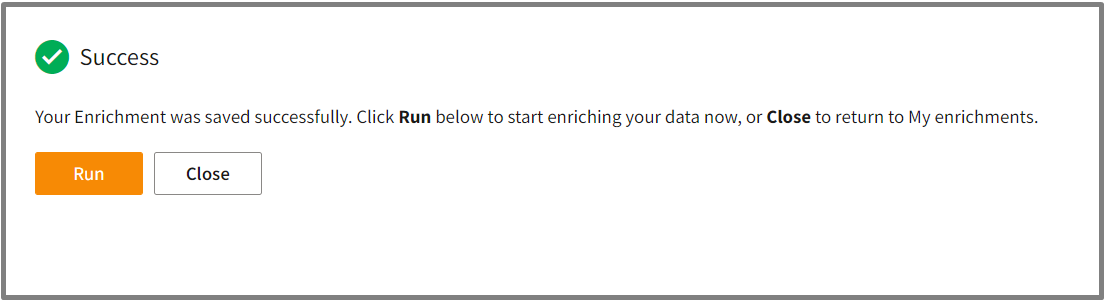 Success
Your Enrichment was saved successfully. Click Run below to start enriching your data now, or Close to return to My enrichments.
Run Close